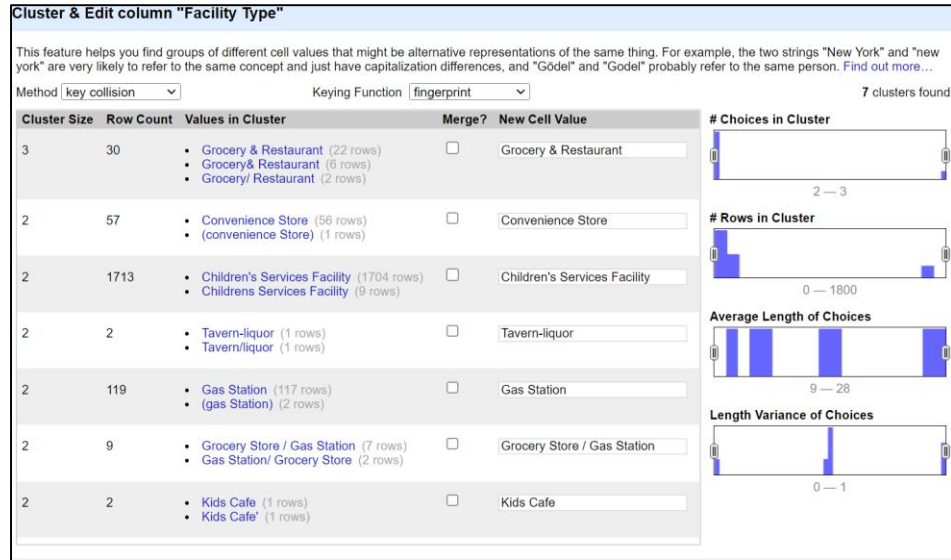 Cluster & Edit column "Facility Type"
This feature helps you find groups of different cell values that might be alternative representations of the same thing. For example, the two strings "New York" and "new
york" are very likely to refer to the same concept and just have capitalization differences, and "Gödel" and "Godel" probably refer to the same person. Find out more…
Method key collision Keying Function fingerprint 7 clusters found
Cluster Size Row Count Values in Cluster Merge? New Cell Value
3 30 • Grocery & Restaurant (22 rows) Grocery & Restaurant
• Grocery& Restaurant (6 rows)
• Grocery/ Restaurant (2 rows)
2 57 • Convenience Store (56 rows) Convenience Store
• (convenience Store) (1 rows)
2 1713 • Children's Services Facility (1704 rows) Children's Services Facility
• Childrens Services Facility (9 rows)
2 2 • Tavern-liquor (1 rows) Tavern-liquor
• Tavern/liquor (1 rows)
2 119 • Gas Station (117 rows) Gas Station
• (gas Station) (2 rows)
2 9 • Grocery Store / Gas Station (7 rows) Grocery Store / Gas Station
• Gas Station/ Grocery Store (2 rows)
2 2 • Kids Cafe (1 rows) Kids Cafe
• Kids Cafe' (1 rows)
# Choices in Cluster
2 — 3
# Rows in Cluster
0 — 1800
Average Length of Choices
9 — 28
Length Variance of Choices
0 — 1